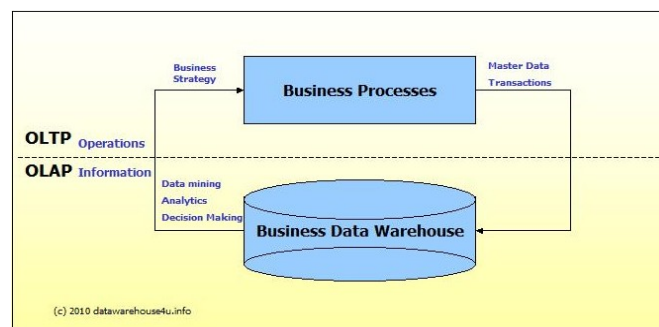 Business
Strategy
Business Processes
Master Data
Transactions
OLTP Operations
OLAP Information
Data mining
Analytics
Decision Making
Business Data Warehouse
(c) 2010 datawarehouse4u.info